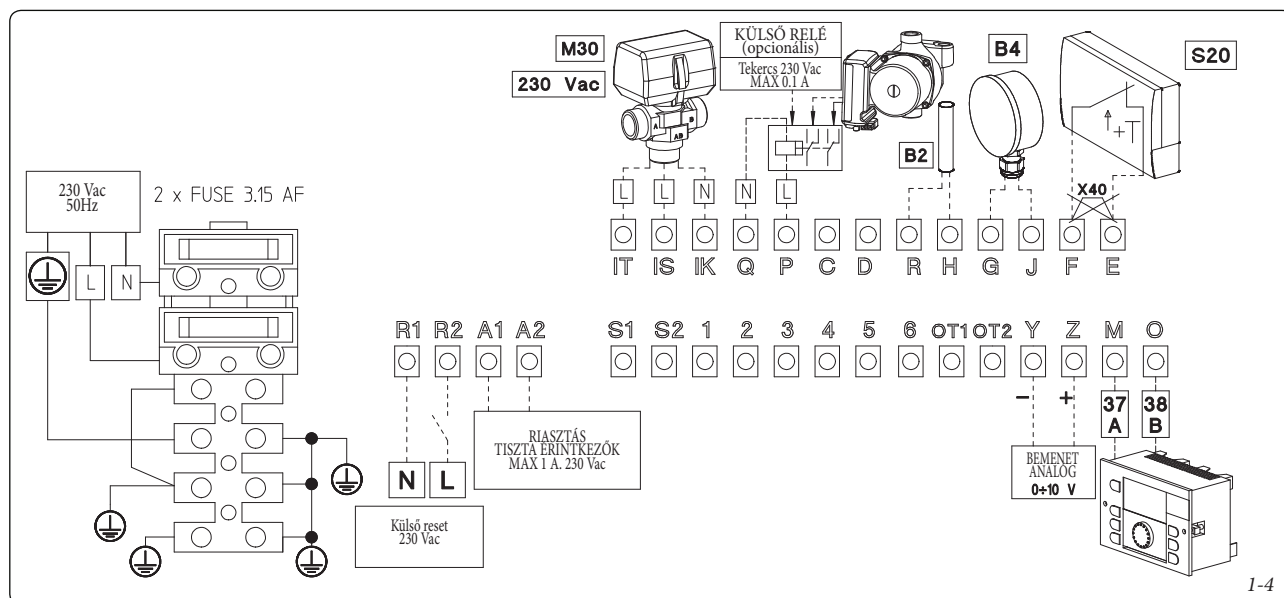 M30
230 Vac
KÜLSŐ RELÉ
(opcionális)
Tekercs 230 Vac
MAX 0.1 A
B4
S20
A
B
AB
B2
+T
X40
230 Vac
50Hz
2 x FUSE 3.15 AF
L
N
L
L
N
N
L
IT IS IK Q P C D R H G J F E
R1 R2 A1 A2 S1 S2 1 2 3 4 5 6 OT1 OT2 Y Z M O
- +
37
A
38
B
RIASZTÁS
TISZTA ÉRINTKEZŐK
MAX 1 A. 230 Vac
BEMENET
ANALÓG
0÷10 V
N
L
Külső reset
230 Vac
1-4